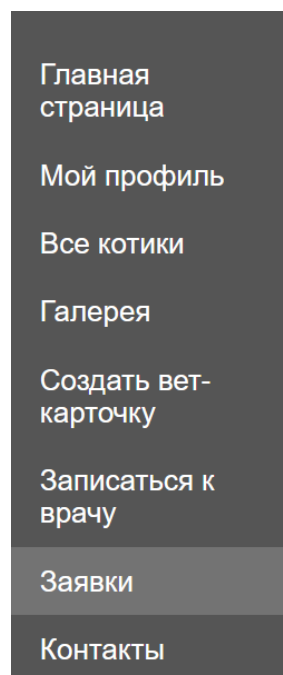 Главная
страница
Мой профиль
Все котики
Галерея
Создать вет-
карточку
Записаться к
врачу
Заявки
Контакты